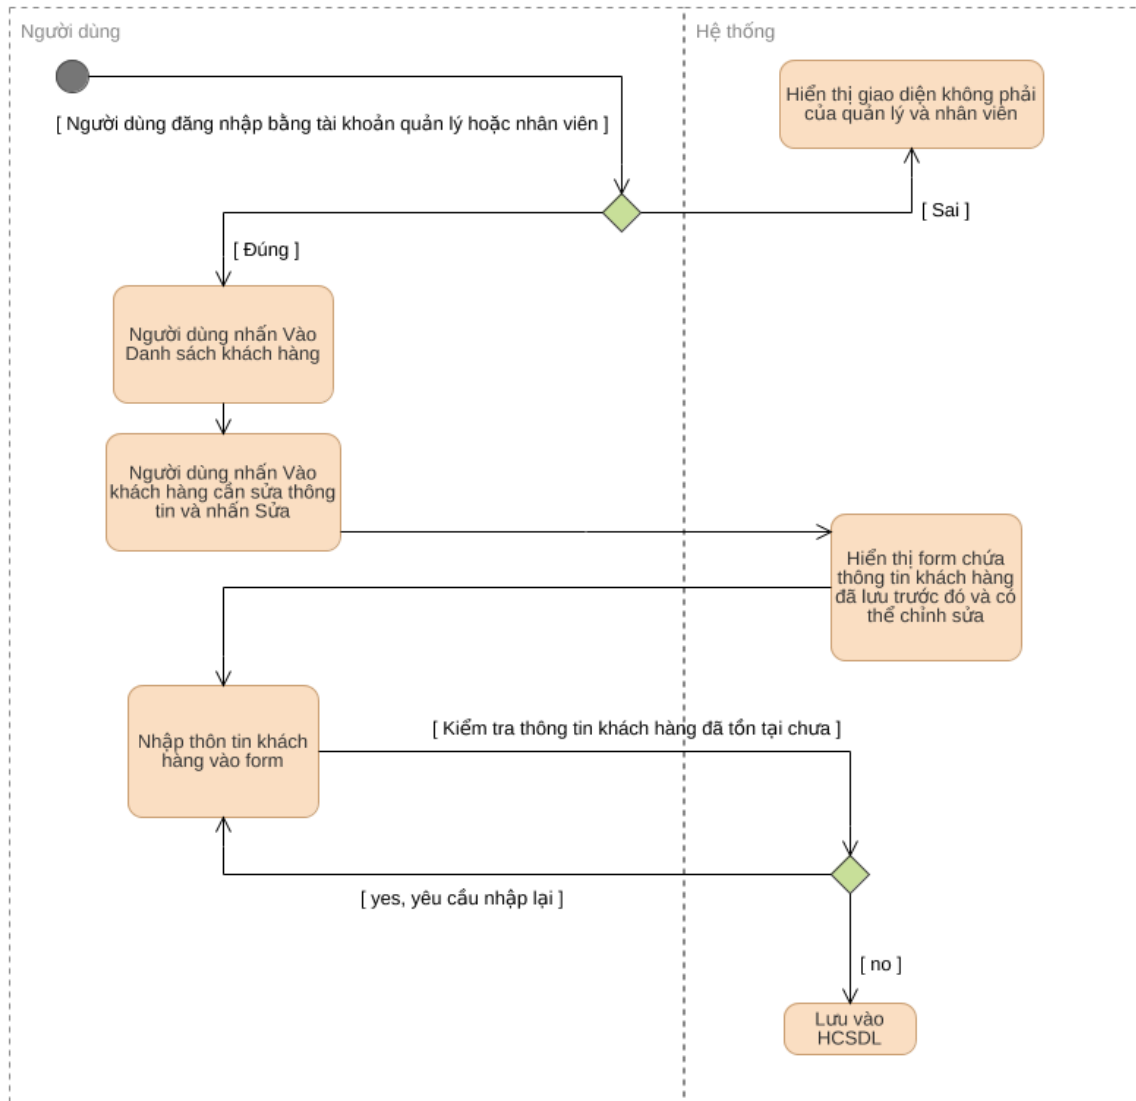 Người dùng
Hệ thống
Hiển thị giao diện không phải
của quản lý và nhân viên
[ Người dùng đăng nhập bằng tài khoản quản lý hoặc nhân viên ]
[ Sai ]
[ Đúng ]
Người dùng nhấn Vào
Danh sách khách hàng
Người dùng nhấn Vào
khách hàng cần sửa thông
tin và nhấn Sửa
Hiển thị form chứa
thông tin khách hàng
đã lưu trước đó và có
thể chỉnh sửa
Nhập thôn tin khách
hàng vào form
[ Kiểm tra thông tin khách hàng đã tồn tại chưa ]
[ yes, yêu cầu nhập lại ]
[ no ]
Lưu vào
HCSDL